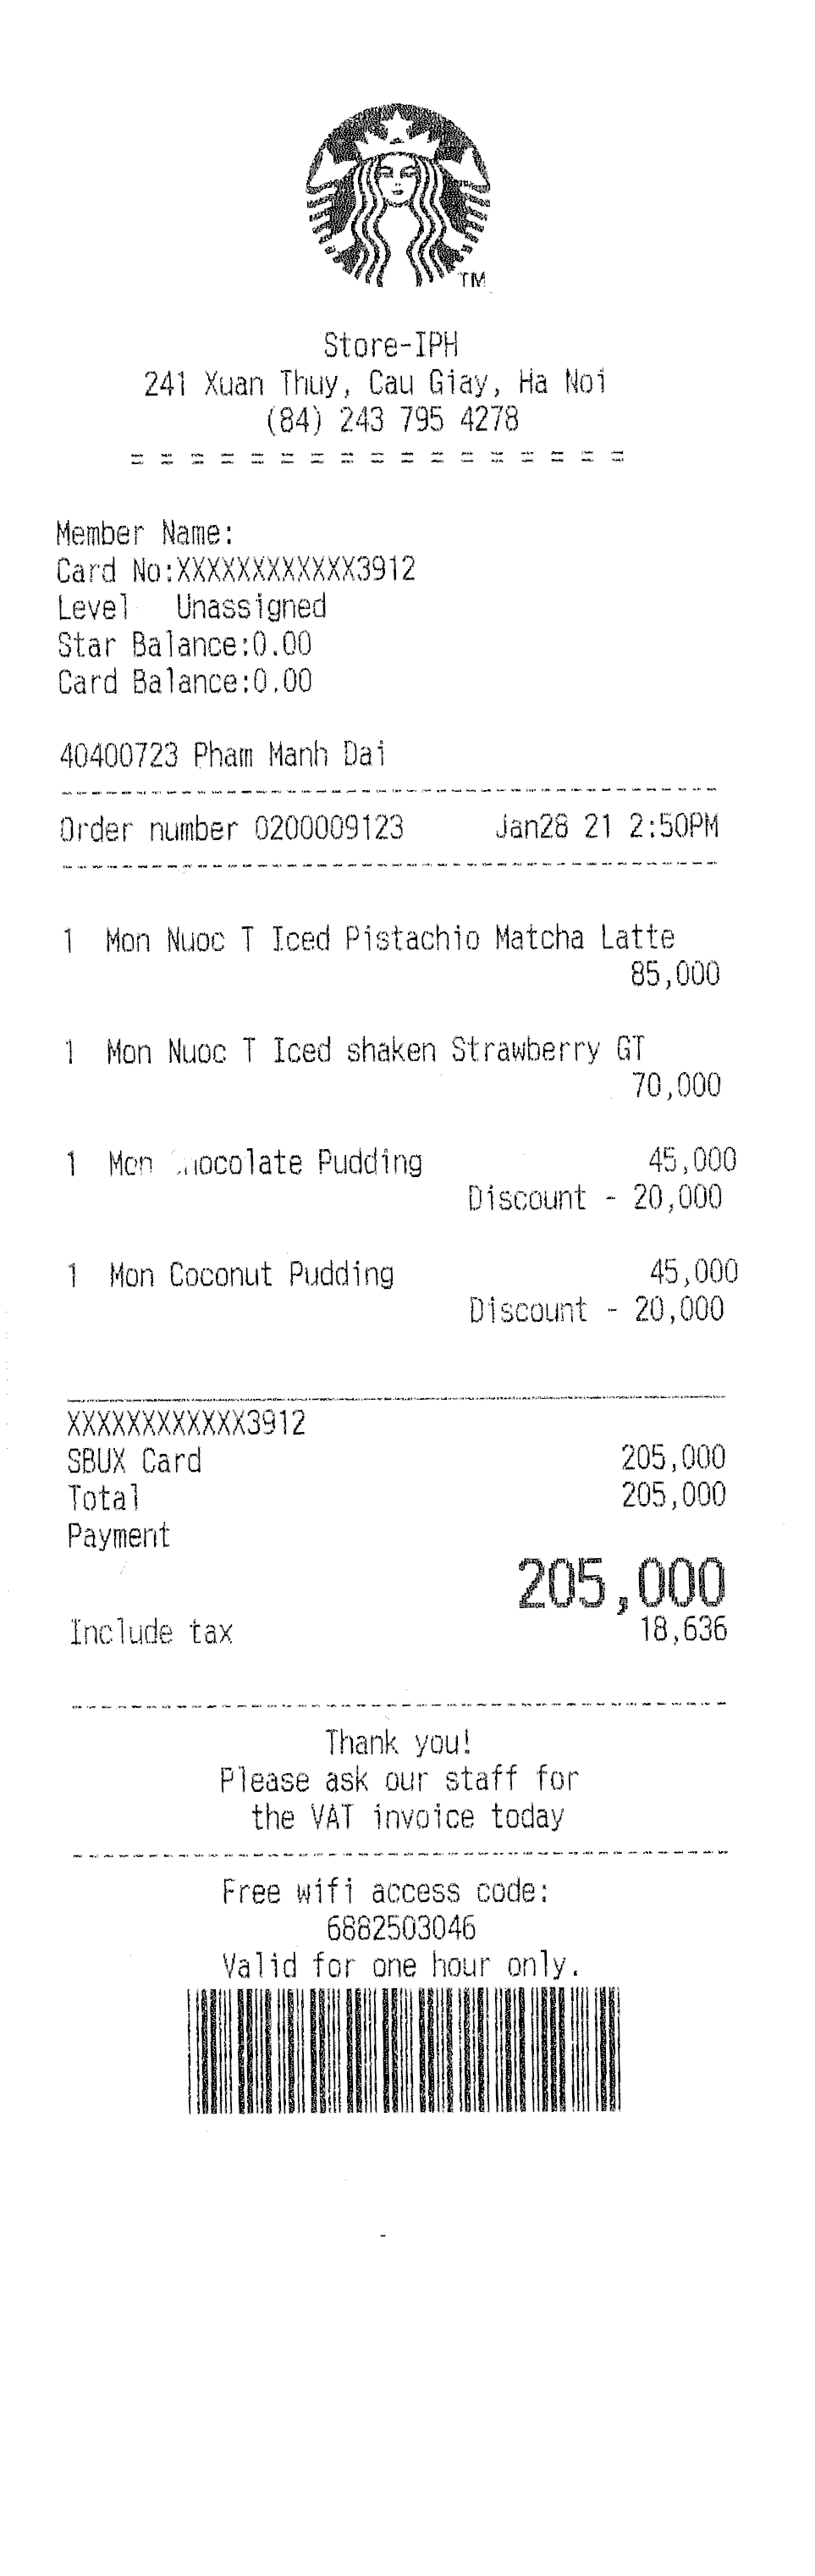 TM
Store-IPH
241 Xuan Thuy, Cau Giay, Ha Noi
(84) 243 795 4278
= = = = = = = = = = = = = = = = =
Member Name:
Card No:XXXXXXXXXXXX3912
Level Unassigned
Star Balance:0.00
Card Balance:0.00
40400723 Pham Manh Dai
Order number 0200009123 Jan28 21 2:50PM
1 Mon Nuoc T Iced Pistachio Matcha Latte
85,000
1 Mon Nuoc T Iced shaken Strawberry GT
70,000
1 Mon Chocolate Pudding 45,000
Discount - 20,000
1 Mon Coconut Pudding 45,000
Discount - 20,000
XXXXXXXXXXXX3912
SBUX Card 205,000
Total 205,000
Payment
205,000
Include tax 18,636
Thank you!
Please ask our staff for
the VAT invoice today
Free wifi access code:
6882503046
Valid for one hour only.